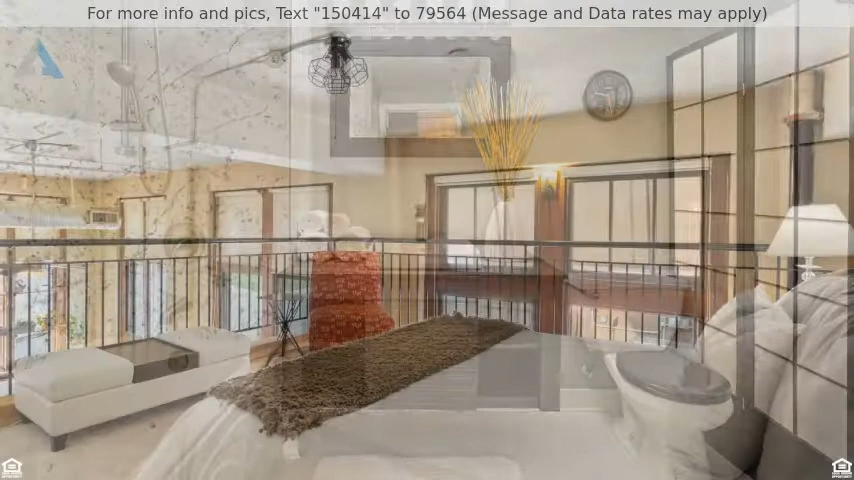 For more info and pics, Text "150414" to 79564 (Message and Data rates may apply)